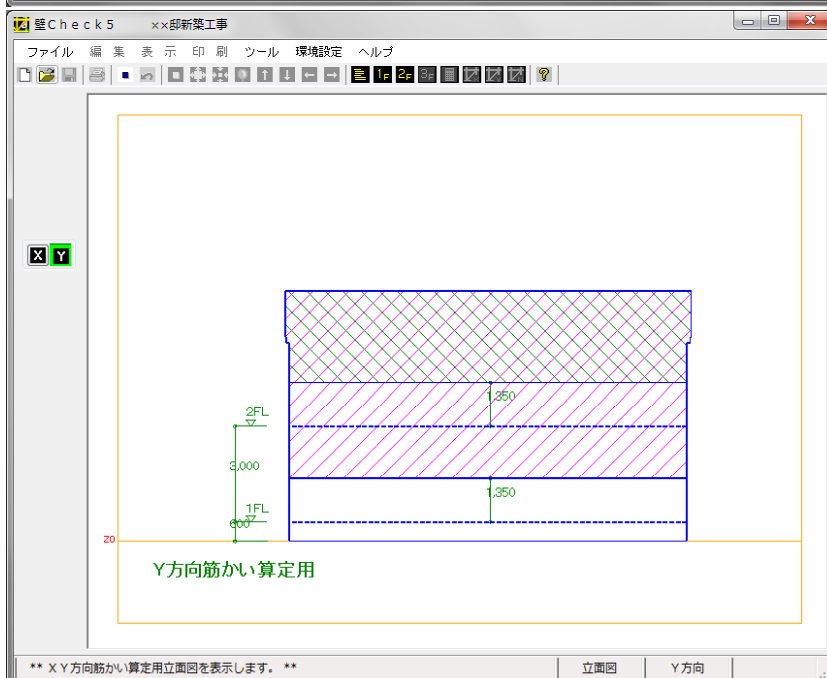 壁Check5 ××邸新築工事
ファイル 編集 表示 印刷 ツール 環境設定 ヘルプ
1F 2F 3F ?
X Y
1,350
2FL
3,000
1,350
1FL
600
Z0
Y方向筋かい算定用
** ＸＹ方向筋かい算定用立面図を表示します。 **
立面図
Ｙ方向